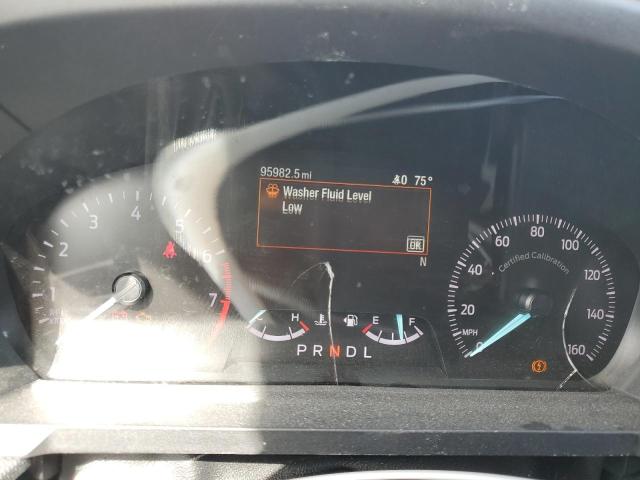 95982.5 mi
40 75°
Washer Fluid Level
Low
OK
N
1 2 3 4 5 6 7
H E F
P R N D L
Certified Calibration
MPH
0 20 40 60 80 100 120 140 160